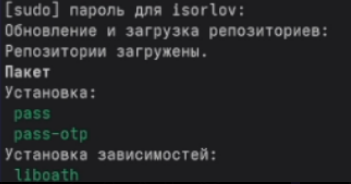 [sudo] пароль для isorlov:
Обновление и загрузка репозиториев:
Репозитории загружены.
Пакет
Установка:
pass
pass-otp
Установка зависимостей:
liboath